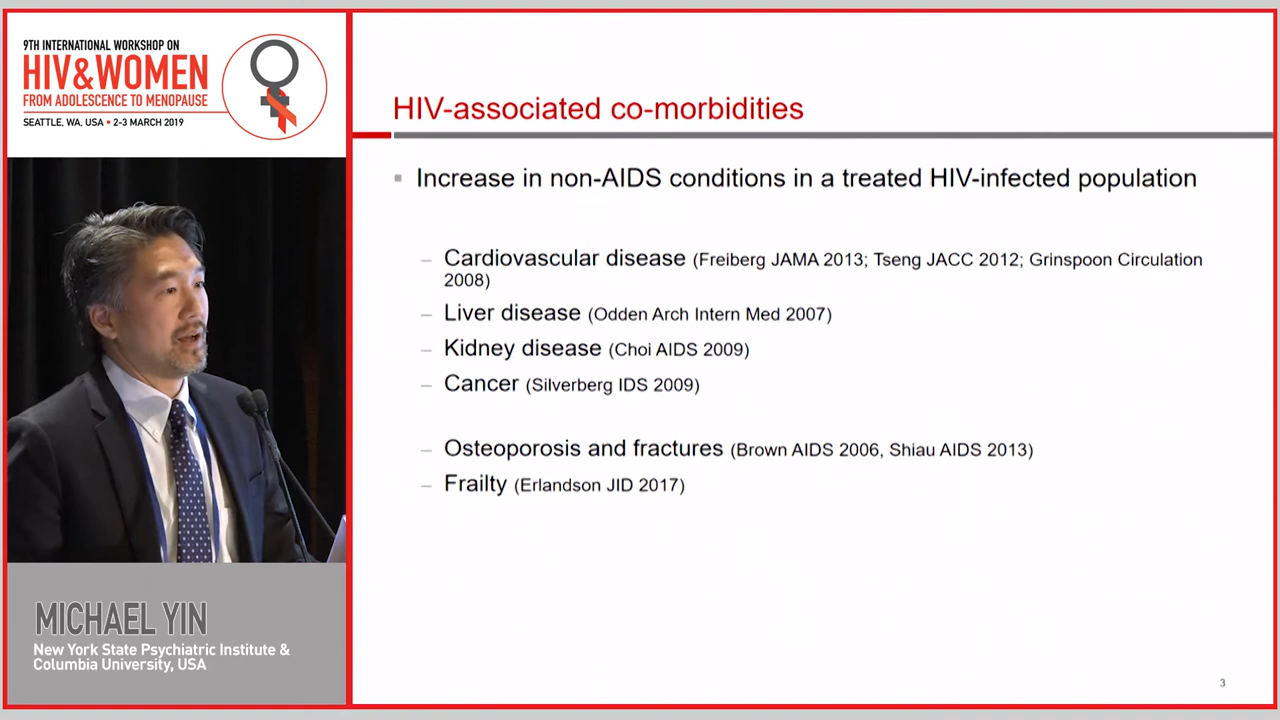 9TH INTERNATIONAL WORKSHOP ON
HIV&WOMEN
FROM ADOLESCENCE TO MENOPAUSE
SEATTLE, WA, USA • 2-3 MARCH 2019
HIV-associated co-morbidities
Increase in non-AIDS conditions in a treated HIV-infected population
– Cardiovascular disease (Freiberg JAMA 2013; Tseng JACC 2012; Grinspoon Circulation
2008)
– Liver disease (Odden Arch Intern Med 2007)
– Kidney disease (Choi AIDS 2009)
– Cancer (Silverberg IDS 2009)
– Osteoporosis and fractures (Brown AIDS 2006, Shiau AIDS 2013)
– Frailty (Erlandson JID 2017)
MICHAEL YIN
New York State Psychiatric Institute &
Columbia University, USA
3